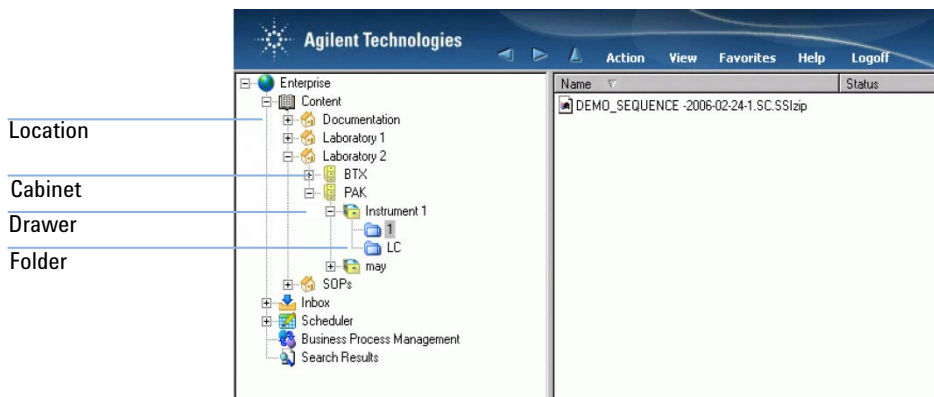 Agilent Technologies
Action View Favorites Help Logoff
Location
Cabinet
Drawer
Folder
Enterprise
Content
Documentation
Laboratory 1
Laboratory 2
BTX
PAK
Instrument 1
1
LC
may
SOPs
Inbox
Scheduler
Business Process Management
Search Results
Name Status
DEMO_SEQUENCE -2006-02-24-1.SC.SSIzip